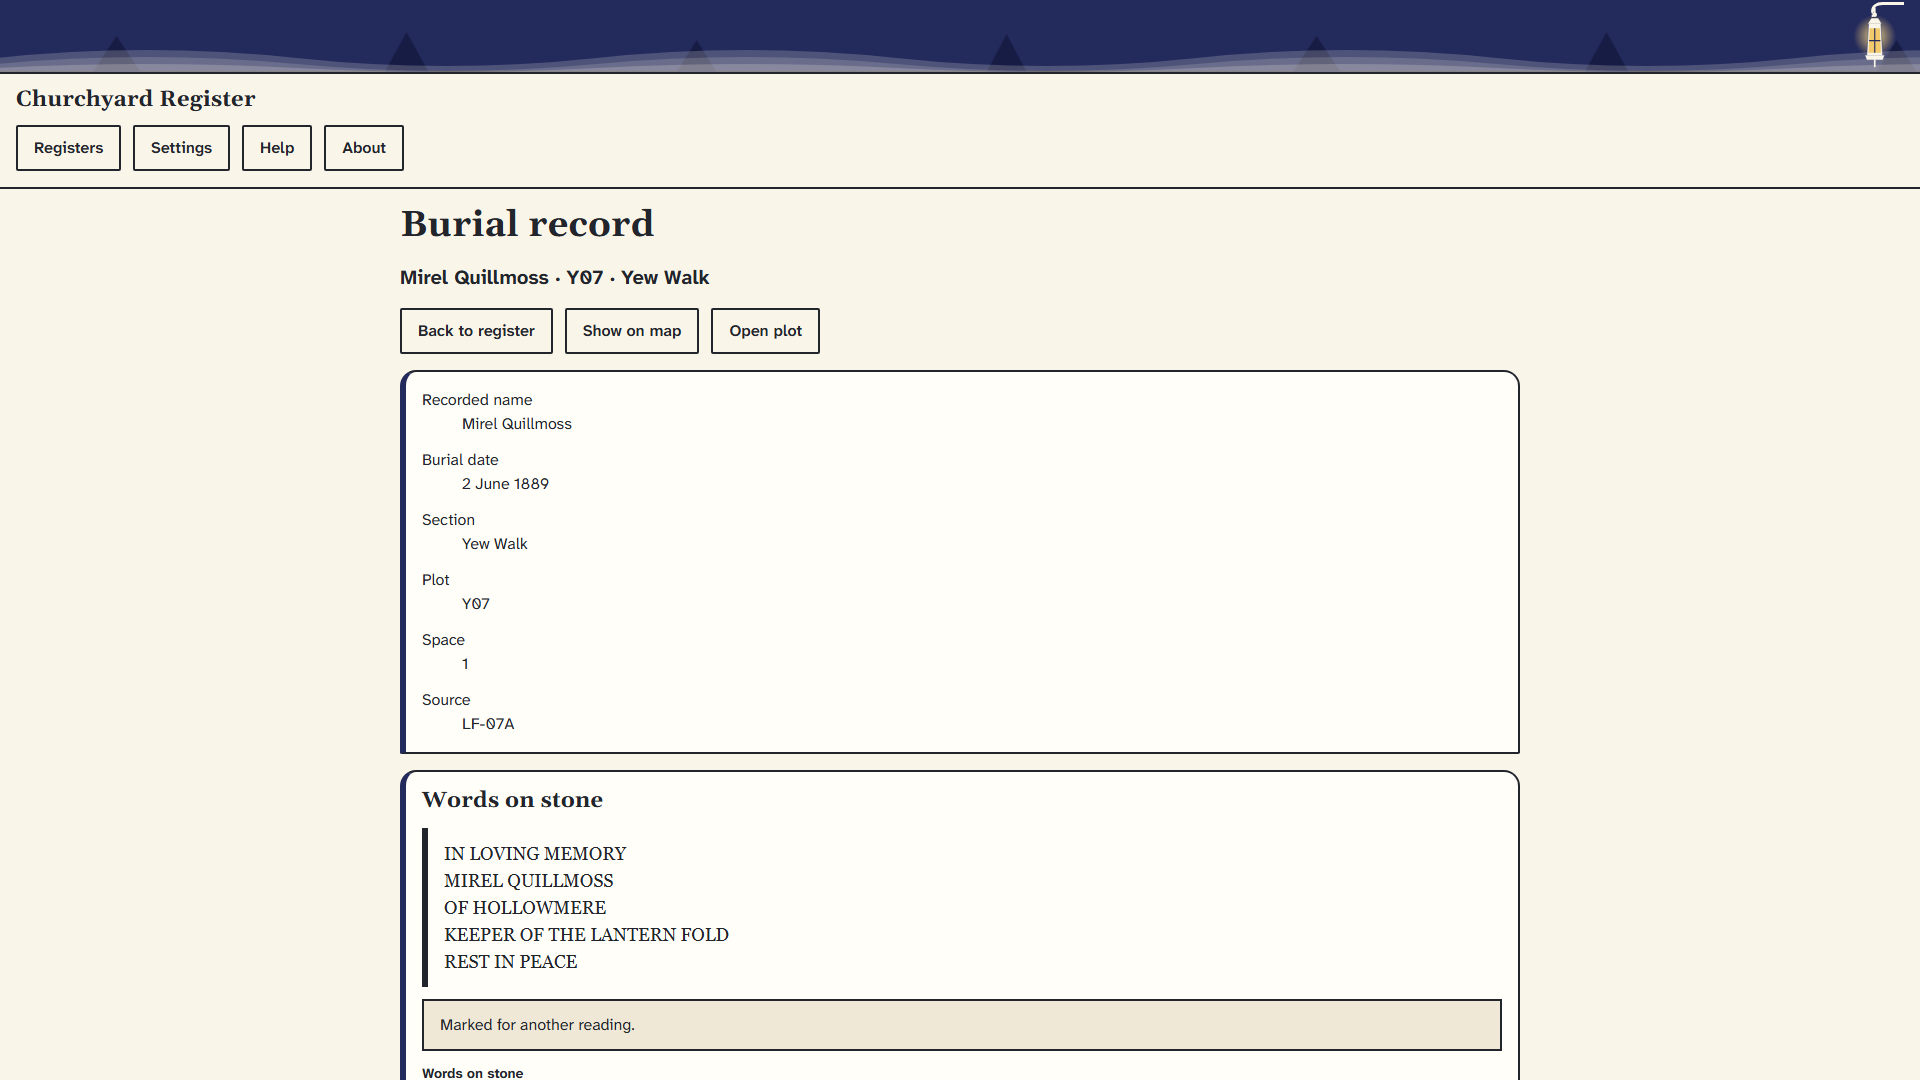 Churchyard Register
Registers Settings Help About
Burial record
Mirel Quillmoss · Y07 · Yew Walk
Back to register Show on map Open plot
Recorded name
Mirel Quillmoss
Burial date
2 June 1889
Section
Yew Walk
Plot
Y07
Space
1
Source
LF-07A
Words on stone
IN LOVING MEMORY
MIREL QUILLMOSS
OF HOLLOWMERE
KEEPER OF THE LANTERN FOLD
REST IN PEACE
Marked for another reading.
Words on stone